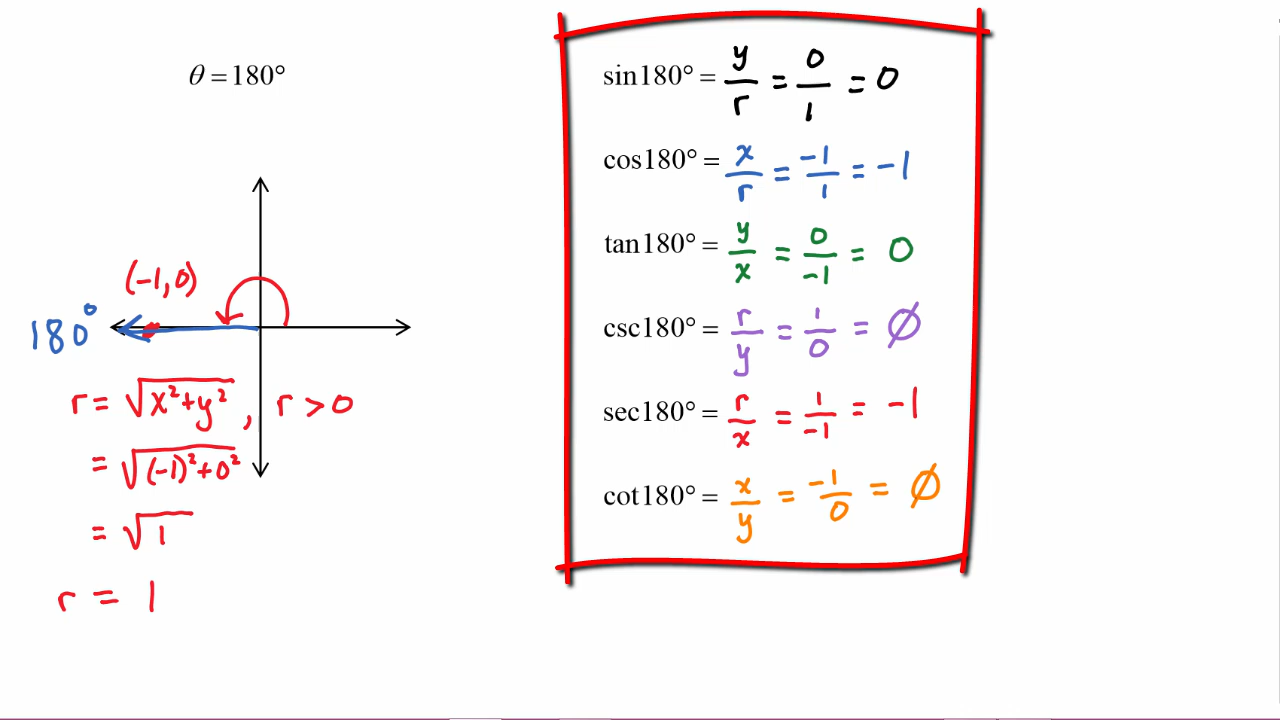 θ = 180°
(-1,0)
180°
r = √x²+y² , r > 0
= √(-1)²+0²
= √1
r = 1
sin180° = y/r = 0/1 = 0
cos180° = x/r = -1/1 = -1
tan180° = y/x = 0/-1 = 0
csc180° = r/y = 1/0 = ∅
sec180° = r/x = 1/-1 = -1
cot180° = x/y = -1/0 = ∅